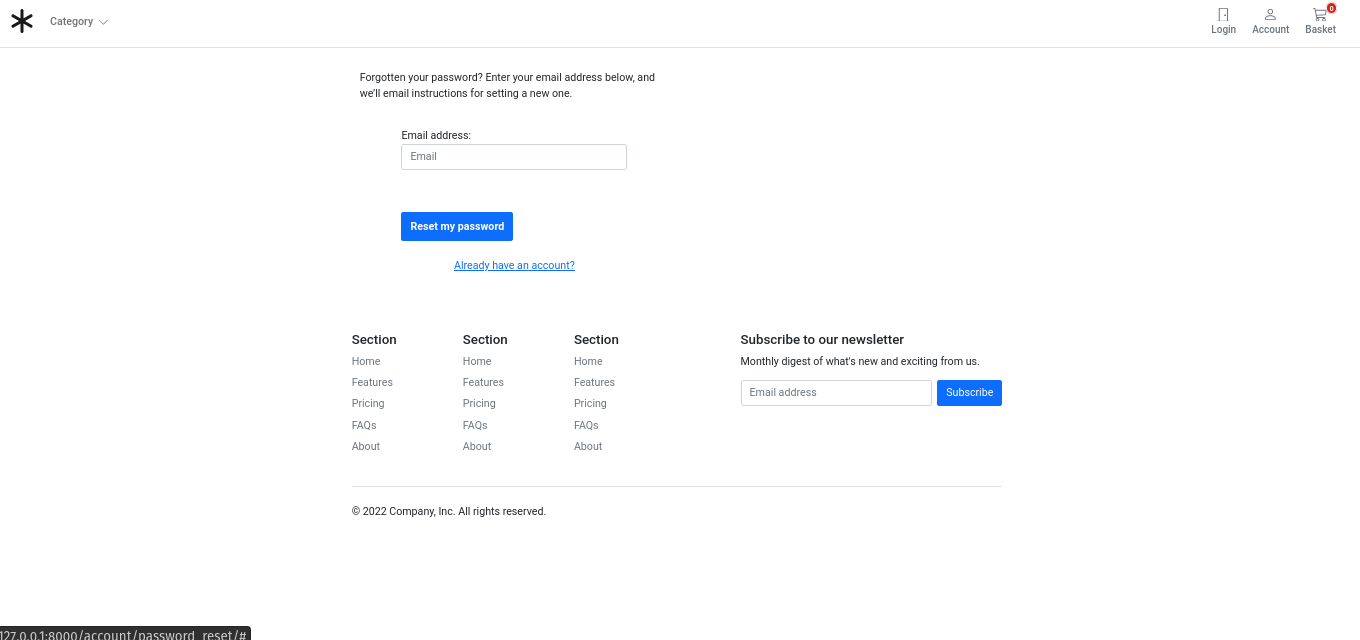 Category
Login
Account
0
Basket
Forgotten your password? Enter your email address below, and
we'll email instructions for setting a new one.
Email address:
Email
Reset my password
Already have an account?
Section
Home
Features
Pricing
FAQs
About
Section
Home
Features
Pricing
FAQs
About
Section
Home
Features
Pricing
FAQs
About
Subscribe to our newsletter
Monthly digest of what's new and exciting from us.
Email address
Subscribe
© 2022 Company, Inc. All rights reserved.
127.0.0.1:8000/account/password_reset/#